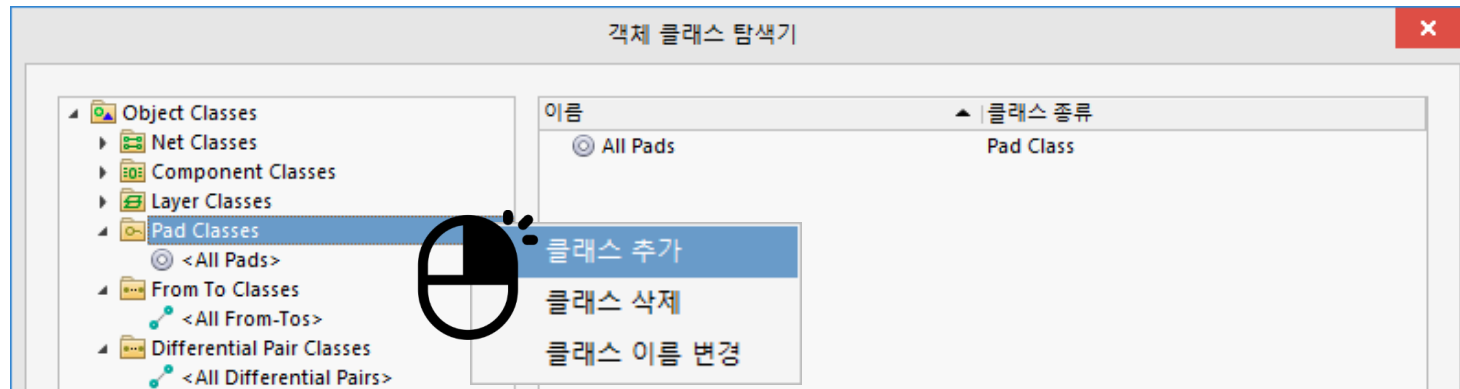 객체 클래스 탐색기
Object Classes
Net Classes
Component Classes
Layer Classes
Pad Classes
<All Pads>
From To Classes
<All From-Tos>
Differential Pair Classes
<All Differential Pairs>
이름 클래스 종류
All Pads Pad Class
클래스 추가
클래스 삭제
클래스 이름 변경